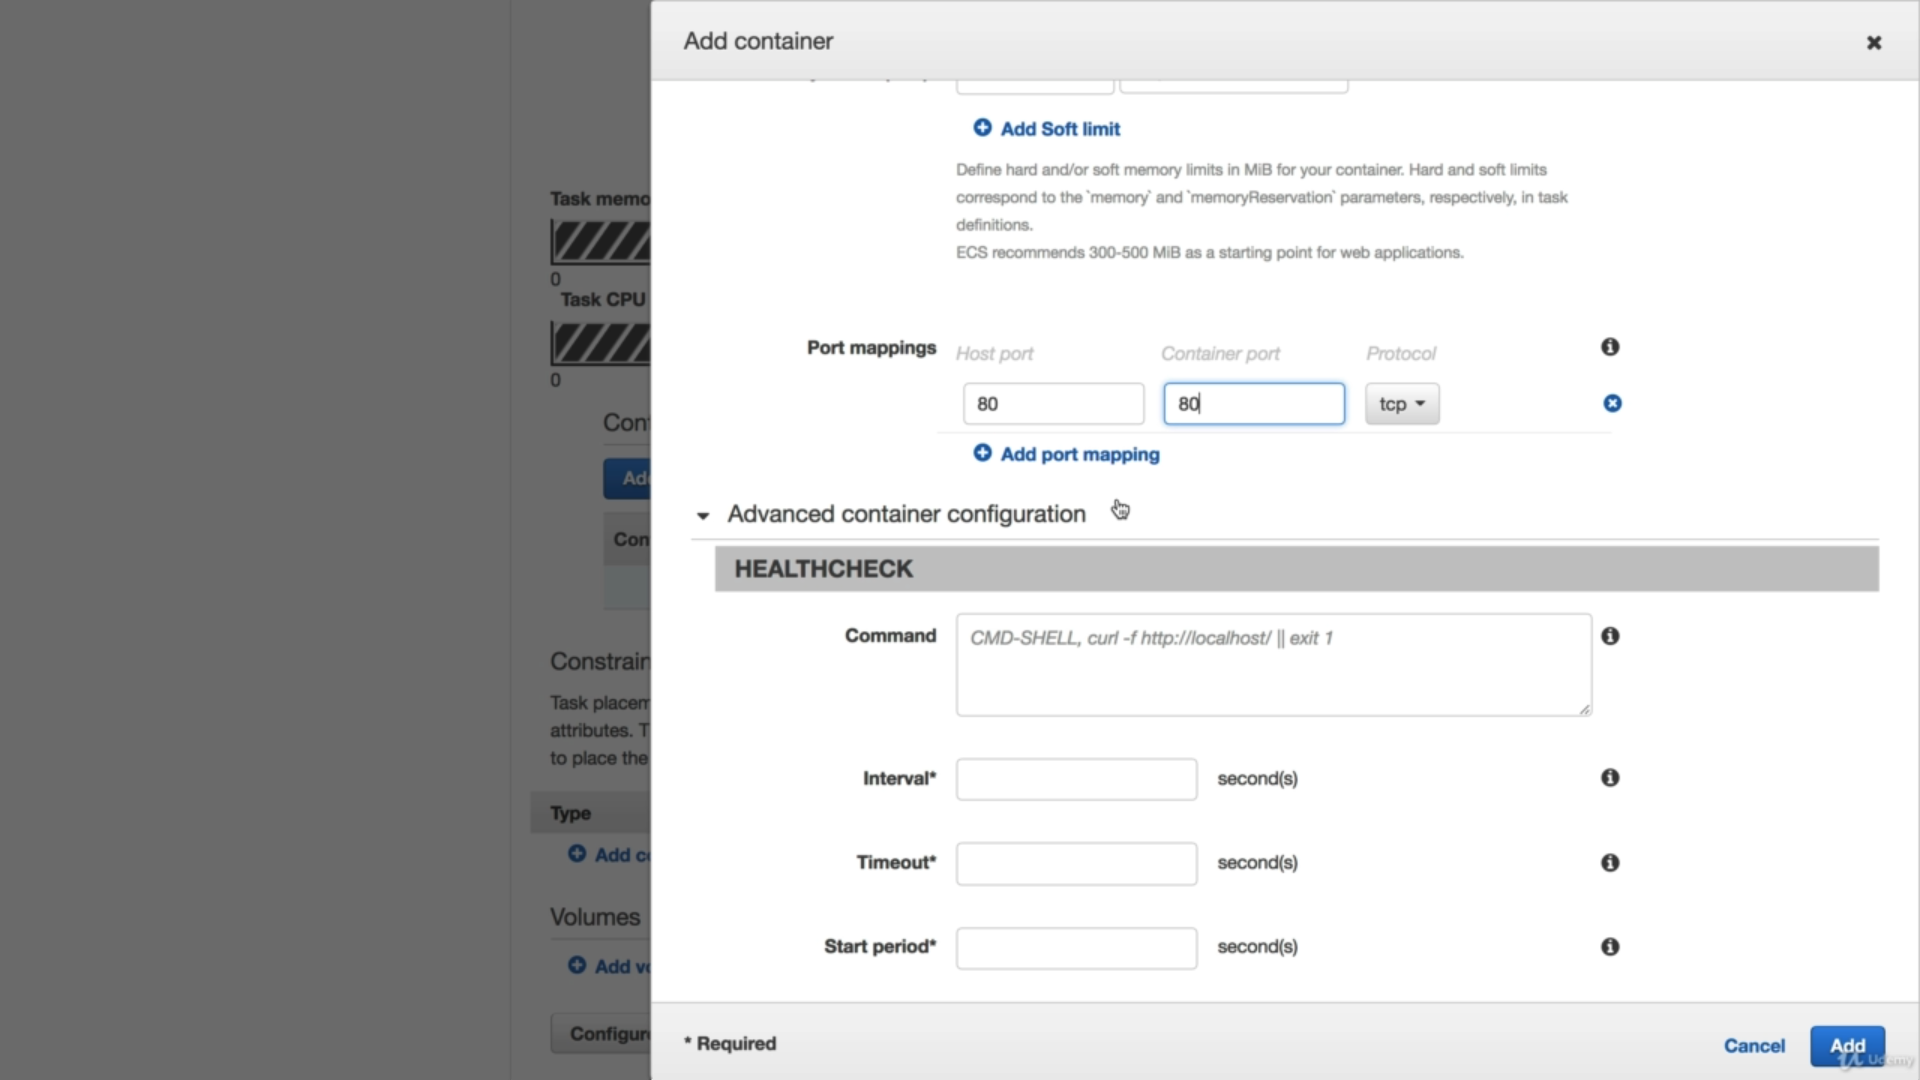 Add container
Add Soft limit
Define hard and/or soft memory limits in MiB for your container. Hard and soft limits
correspond to the `memory` and `memoryReservation` parameters, respectively, in task
definitions.
ECS recommends 300-500 MiB as a starting point for web applications.
Port mappings
Host port
Container port
Protocol
80
80
tcp
Add port mapping
Advanced container configuration
HEALTHCHECK
Command
CMD-SHELL, curl -f http://localhost/ || exit 1
Interval*
second(s)
Timeout*
second(s)
Start period*
second(s)
* Required
Cancel
Add
Udemy
Task memo
0
Task CPU
0
Con
Ad
Con
Constrain
Task placem
attributes. T
to place the
Type
Add c
Volumes
Add v
Configur